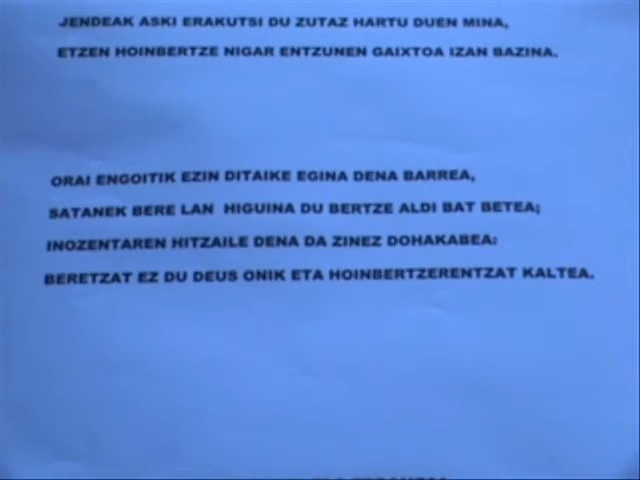 JENDEAK ASKI ERAKUTSI DU ZUTAZ HARTU DUEN MINA,
ETZEN HOINBERTZE NIGAR ENTZUNEN GAIXTOA IZAN BAZINA.
ORAI ENGOITIK EZIN DITAIKE EGINA DENA BARREA,
SATANEK BERE LAN HIGUINA DU BERTZE ALDI BAT BETEA;
INOZENTAREN HITZAILE DENA DA ZINEZ DOHAKABEA:
BERETZAT EZ DU DEUS ONIK ETA HOINBERTZERENTZAT KALTEA.